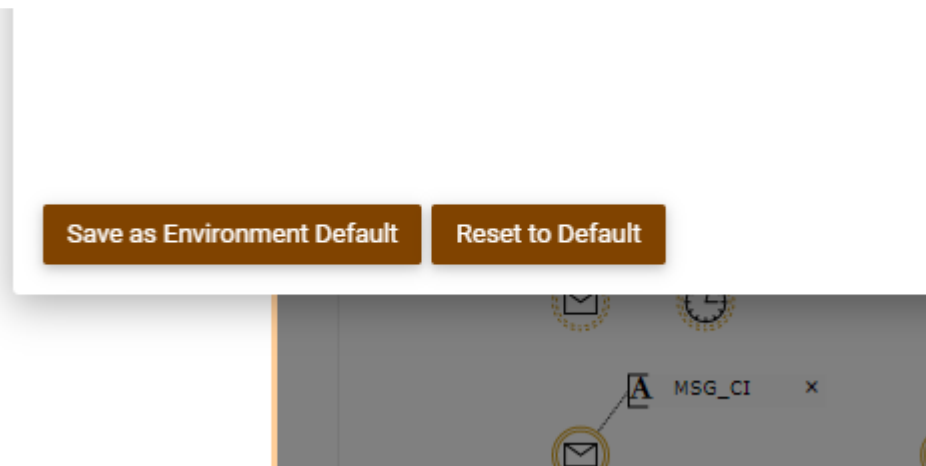 Save as Environment Default
Reset to Default
A MSG_CI ×